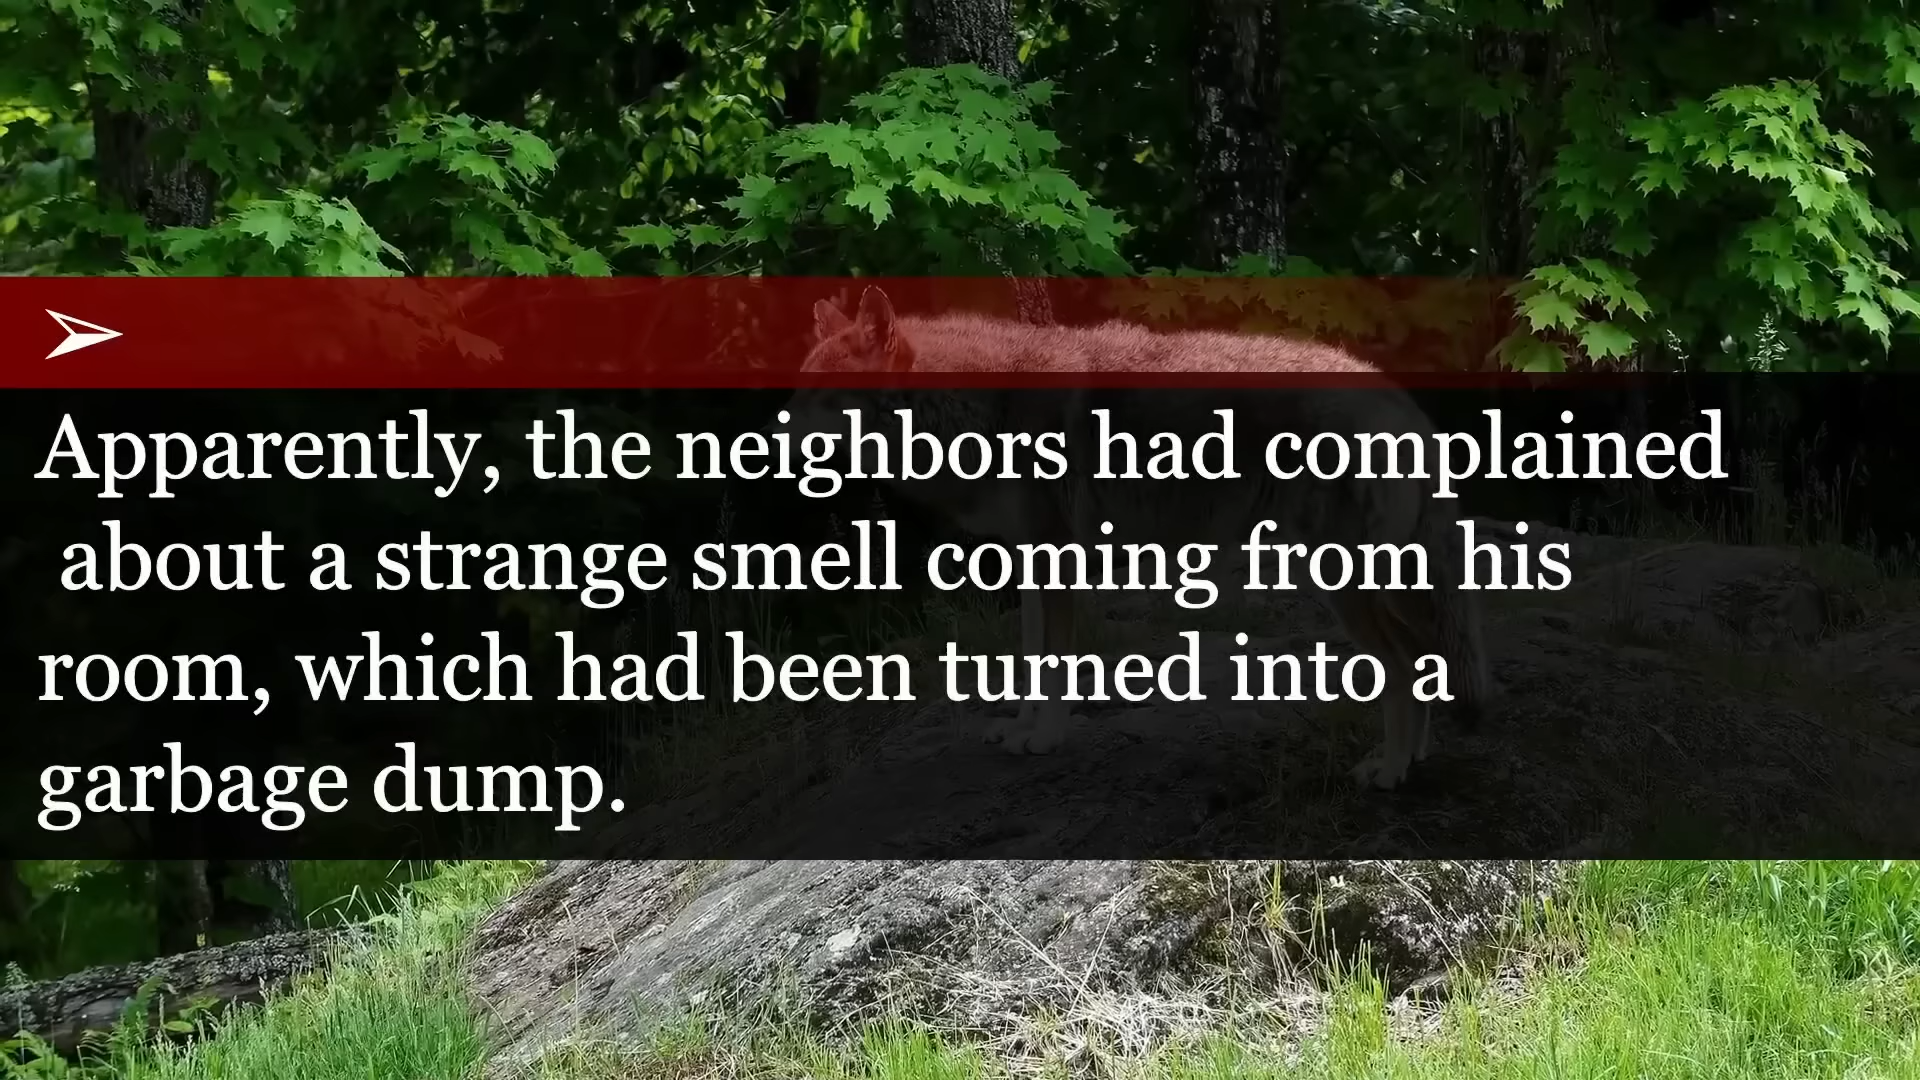 Apparently, the neighbors had complained
about a strange smell coming from his
room, which had been turned into a
garbage dump.